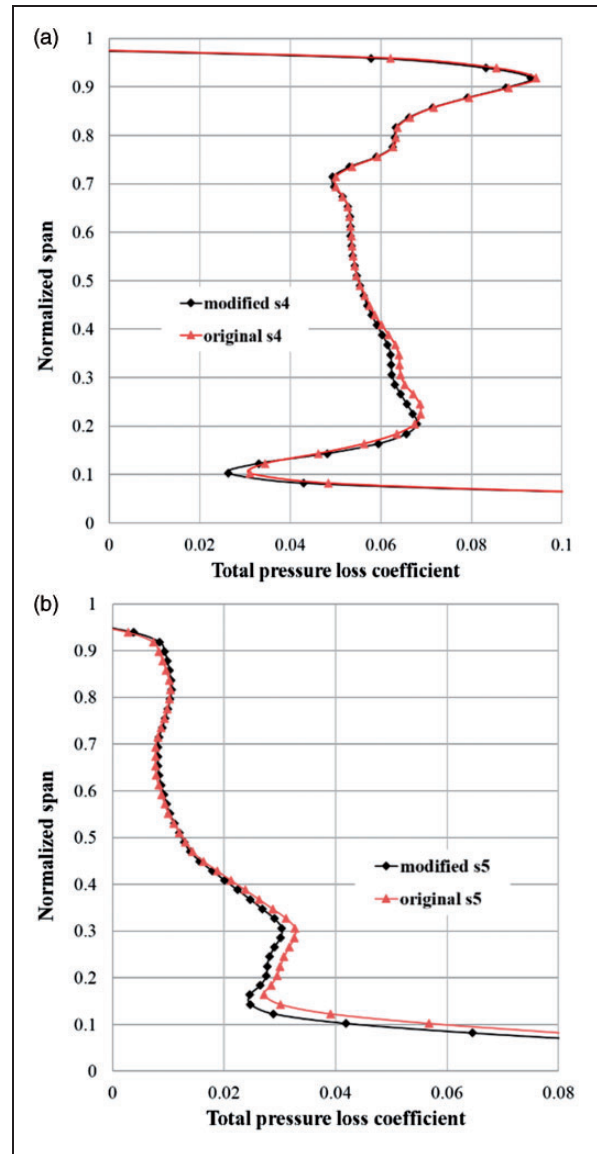 (a)
1
0.9
0.8
0.7
0.6
0.5
0.4
0.3
0.2
0.1
0
Normalized span
modified s4
original s4
0 0.02 0.04 0.06 0.08 0.1
Total pressure loss coefficient
(b)
1
0.9
0.8
0.7
0.6
0.5
0.4
0.3
0.2
0.1
0
Normalized span
modified s5
original s5
0 0.02 0.04 0.06 0.08
Total pressure loss coefficient